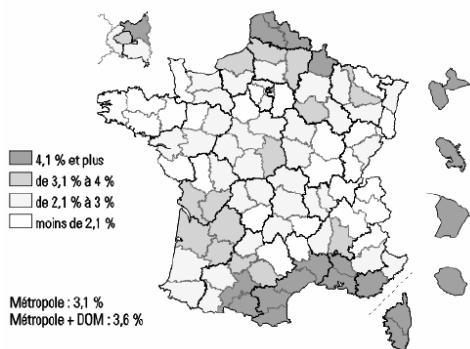 4,1 % et plus
de 3,1 % à 4 %
de 2,1 % à 3 %
moins de 2,1 %
Métropole : 3,1 %
Métropole + DOM : 3,6 %